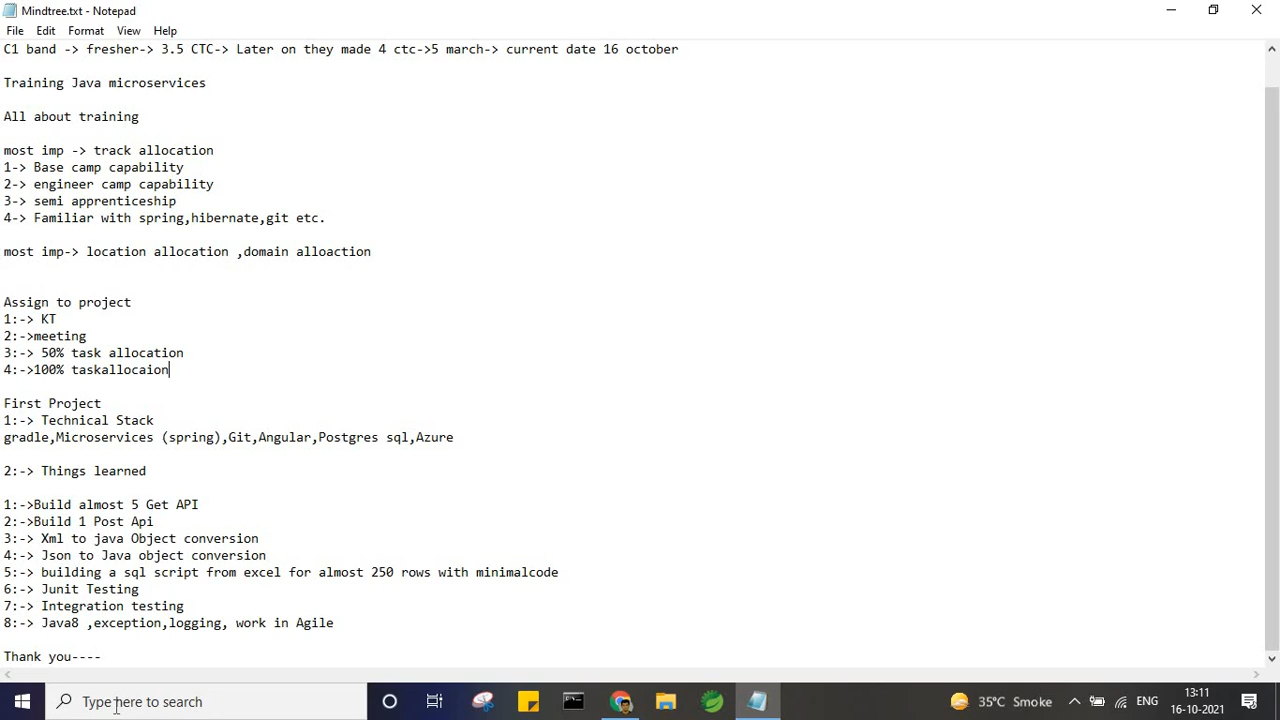 Mindtree.txt - Notepad
File Edit Format View Help
C1 band -> fresher-> 3.5 CTC-> Later on they made 4 ctc->5 march-> current date 16 october
Training Java microservices
All about training
most imp -> track allocation
1-> Base camp capability
2-> engineer camp capability
3-> semi apprenticeship
4-> Familiar with spring,hibernate,git etc.
most imp-> location allocation ,domain alloaction
Assign to project
1:-> KT
2:->meeting
3:-> 50% task allocation
4:->100% taskallocaion
First Project
1:-> Technical Stack
gradle,Microservices (spring),Git,Angular,Postgres sql,Azure
2:-> Things learned
1:->Build almost 5 Get API
2:->Build 1 Post Api
3:-> Xml to java Object conversion
4:-> Json to Java object conversion
5:-> building a sql script from excel for almost 250 rows with minimalcode
6:-> Junit Testing
7:-> Integration testing
8:-> Java8 ,exception,logging, work in Agile
Thank you----
Type here to search
35°C Smoke
ENG
13:11
16-10-2021